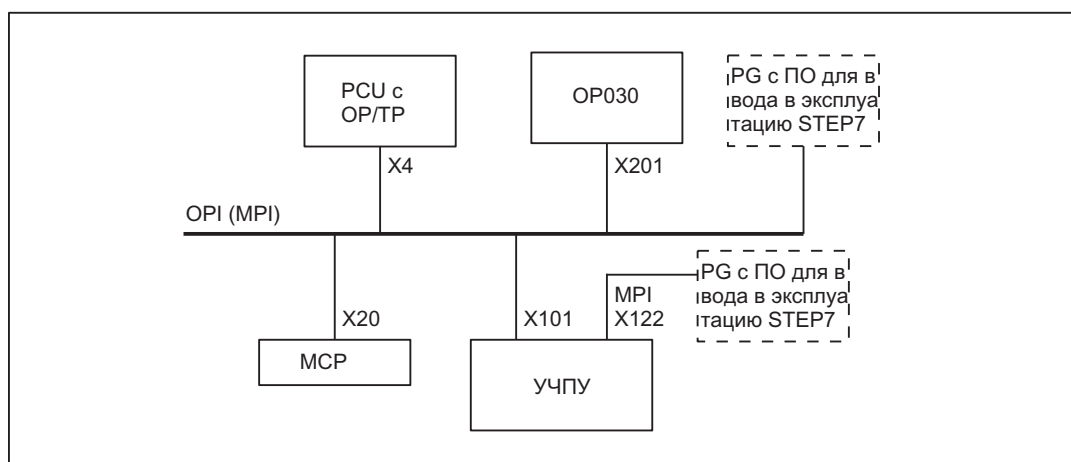 PCU с
OP/TP
OP030
PG с ПО для в
вода в эксплуа
тацию STEP7
X4
X201
OPI (MPI)
PG с ПО для в
вода в эксплуа
тацию STEP7
MPI
X20
X101
X122
MCP
УЧПУ